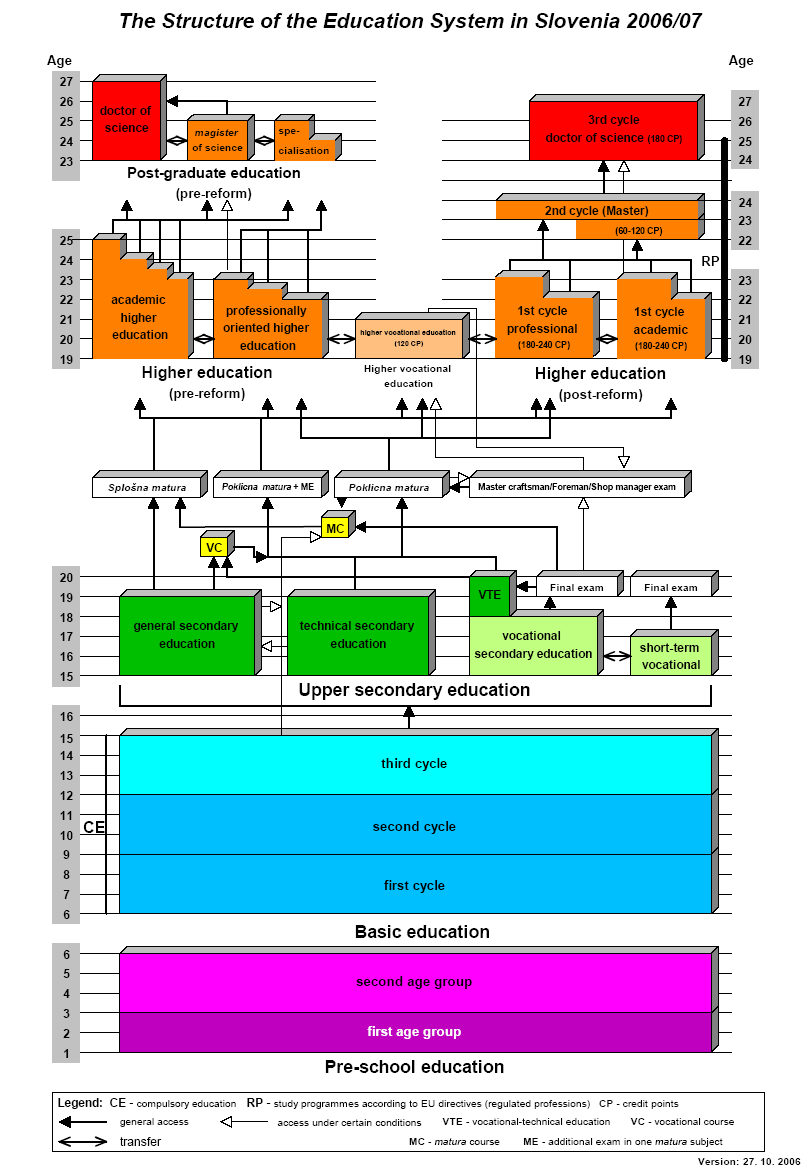 The Structure of the Education System in Slovenia 2006/07
Age
Age
27
26
25
24
23
doctor of
science
magister
of science
spe-
cialisation
Post-graduate education
(pre-reform)
27
26
25
24
3rd cycle
doctor of science (180 CP)
24
23
22
2nd cycle (Master)
(60-120 CP)
RP
25
24
23
22
21
20
19
academic
higher
education
professionally
oriented higher
education
higher vocational education
(120 CP)
1st cycle
professional
(180-240 CP)
1st cycle
academic
(180-240 CP)
23
22
21
20
19
Higher education
(pre-reform)
Higher vocational
education
Higher education
(post-reform)
Splošna matura
Poklicna matura + ME
Poklicna matura
Master craftsman/Foreman/Shop manager exam
MC
VC
20
19
18
17
16
15
general secondary
education
technical secondary
education
VTE
Final exam
Final exam
vocational
secondary education
short-term
vocational
Upper secondary education
16
15
14
13
12
11
10
9
8
7
6
CE
third cycle
second cycle
first cycle
Basic education
6
5
4
3
2
1
second age group
first age group
Pre-school education
Legend: CE - compulsory education RP - study programmes according to EU directives (regulated professions) CP - credit points
general access access under certain conditions VTE - vocational-technical education VC - vocational course
transfer MC - matura course ME - additional exam in one matura subject
Version: 27. 10. 2006